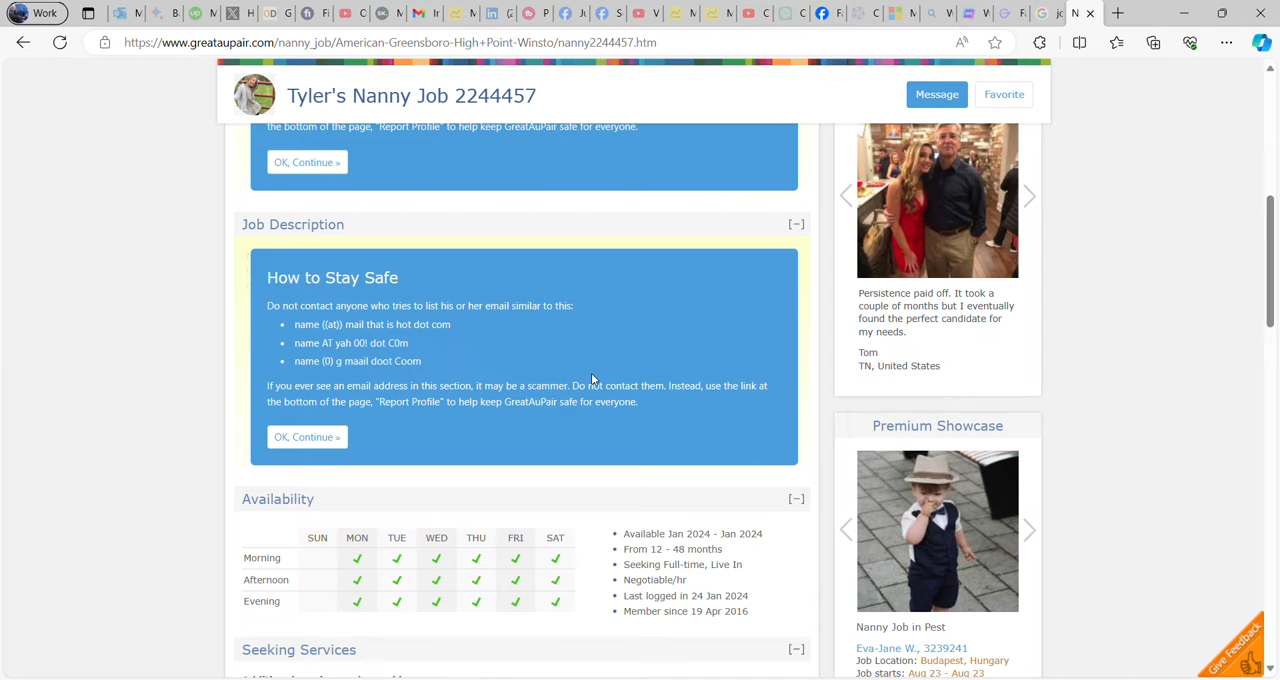 Work
https://www.greataupair.com/nanny_job/American-Greensboro-High+Point-Winsto/nanny2244457.htm
Tyler's Nanny Job 2244457
Message
Favorite
the bottom of the page, "Report Profile" to help keep GreatAuPair safe for everyone.
OK, Continue »
Job Description
[−]
How to Stay Safe
Do not contact anyone who tries to list his or her email similar to this:
• name ((at)) mail that is hot dot com
• name AT yah 00! dot C0m
• name (0) g maail doot Coom
If you ever see an email address in this section, it may be a scammer. Do not contact them. Instead, use the link at
the bottom of the page, "Report Profile" to help keep GreatAuPair safe for everyone.
OK, Continue »
Availability
[−]
SUN MON TUE WED THU FRI SAT
Morning
Afternoon
Evening
• Available Jan 2024 - Jan 2024
• From 12 - 48 months
• Seeking Full-time, Live In
• Negotiable/hr
• Last logged in 24 Jan 2024
• Member since 19 Apr 2016
Seeking Services
[−]
Persistence paid off. It took a
couple of months but I eventually
found the perfect candidate for
my needs.
Tom
TN, United States
Premium Showcase
Nanny Job in Pest
Eva-Jane W., 3239241
Job Location: Budapest, Hungary
Job starts: Aug 23 - Aug 23
Give Feedback